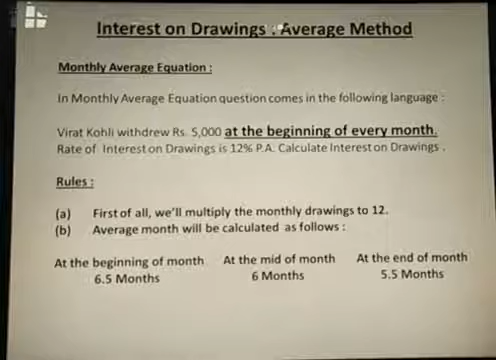 Interest on Drawings : Average Method
Monthly Average Equation :
In Monthly Average Equation question comes in the following language :
Virat Kohli withdrew Rs. 5,000 at the beginning of every month.
Rate of Interest on Drawings is 12% P.A. Calculate Interest on Drawings .
Rules :
(a) First of all, we'll multiply the monthly drawings to 12.
(b) Average month will be calculated as follows :
At the beginning of month At the mid of month At the end of month
6.5 Months 6 Months 5.5 Months